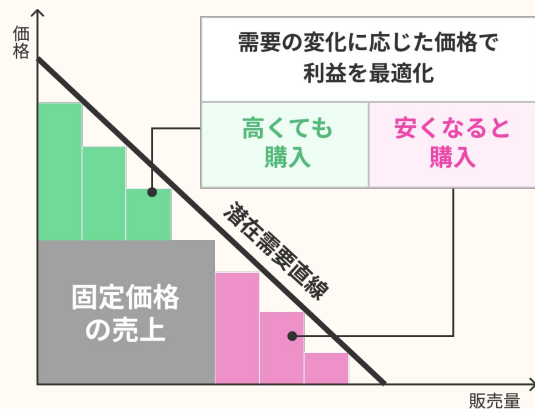 価格
需要の変化に応じた価格で
利益を最適化
高くても
購入
安くなると
購入
潜在需要直線
固定価格
の売上
販売量